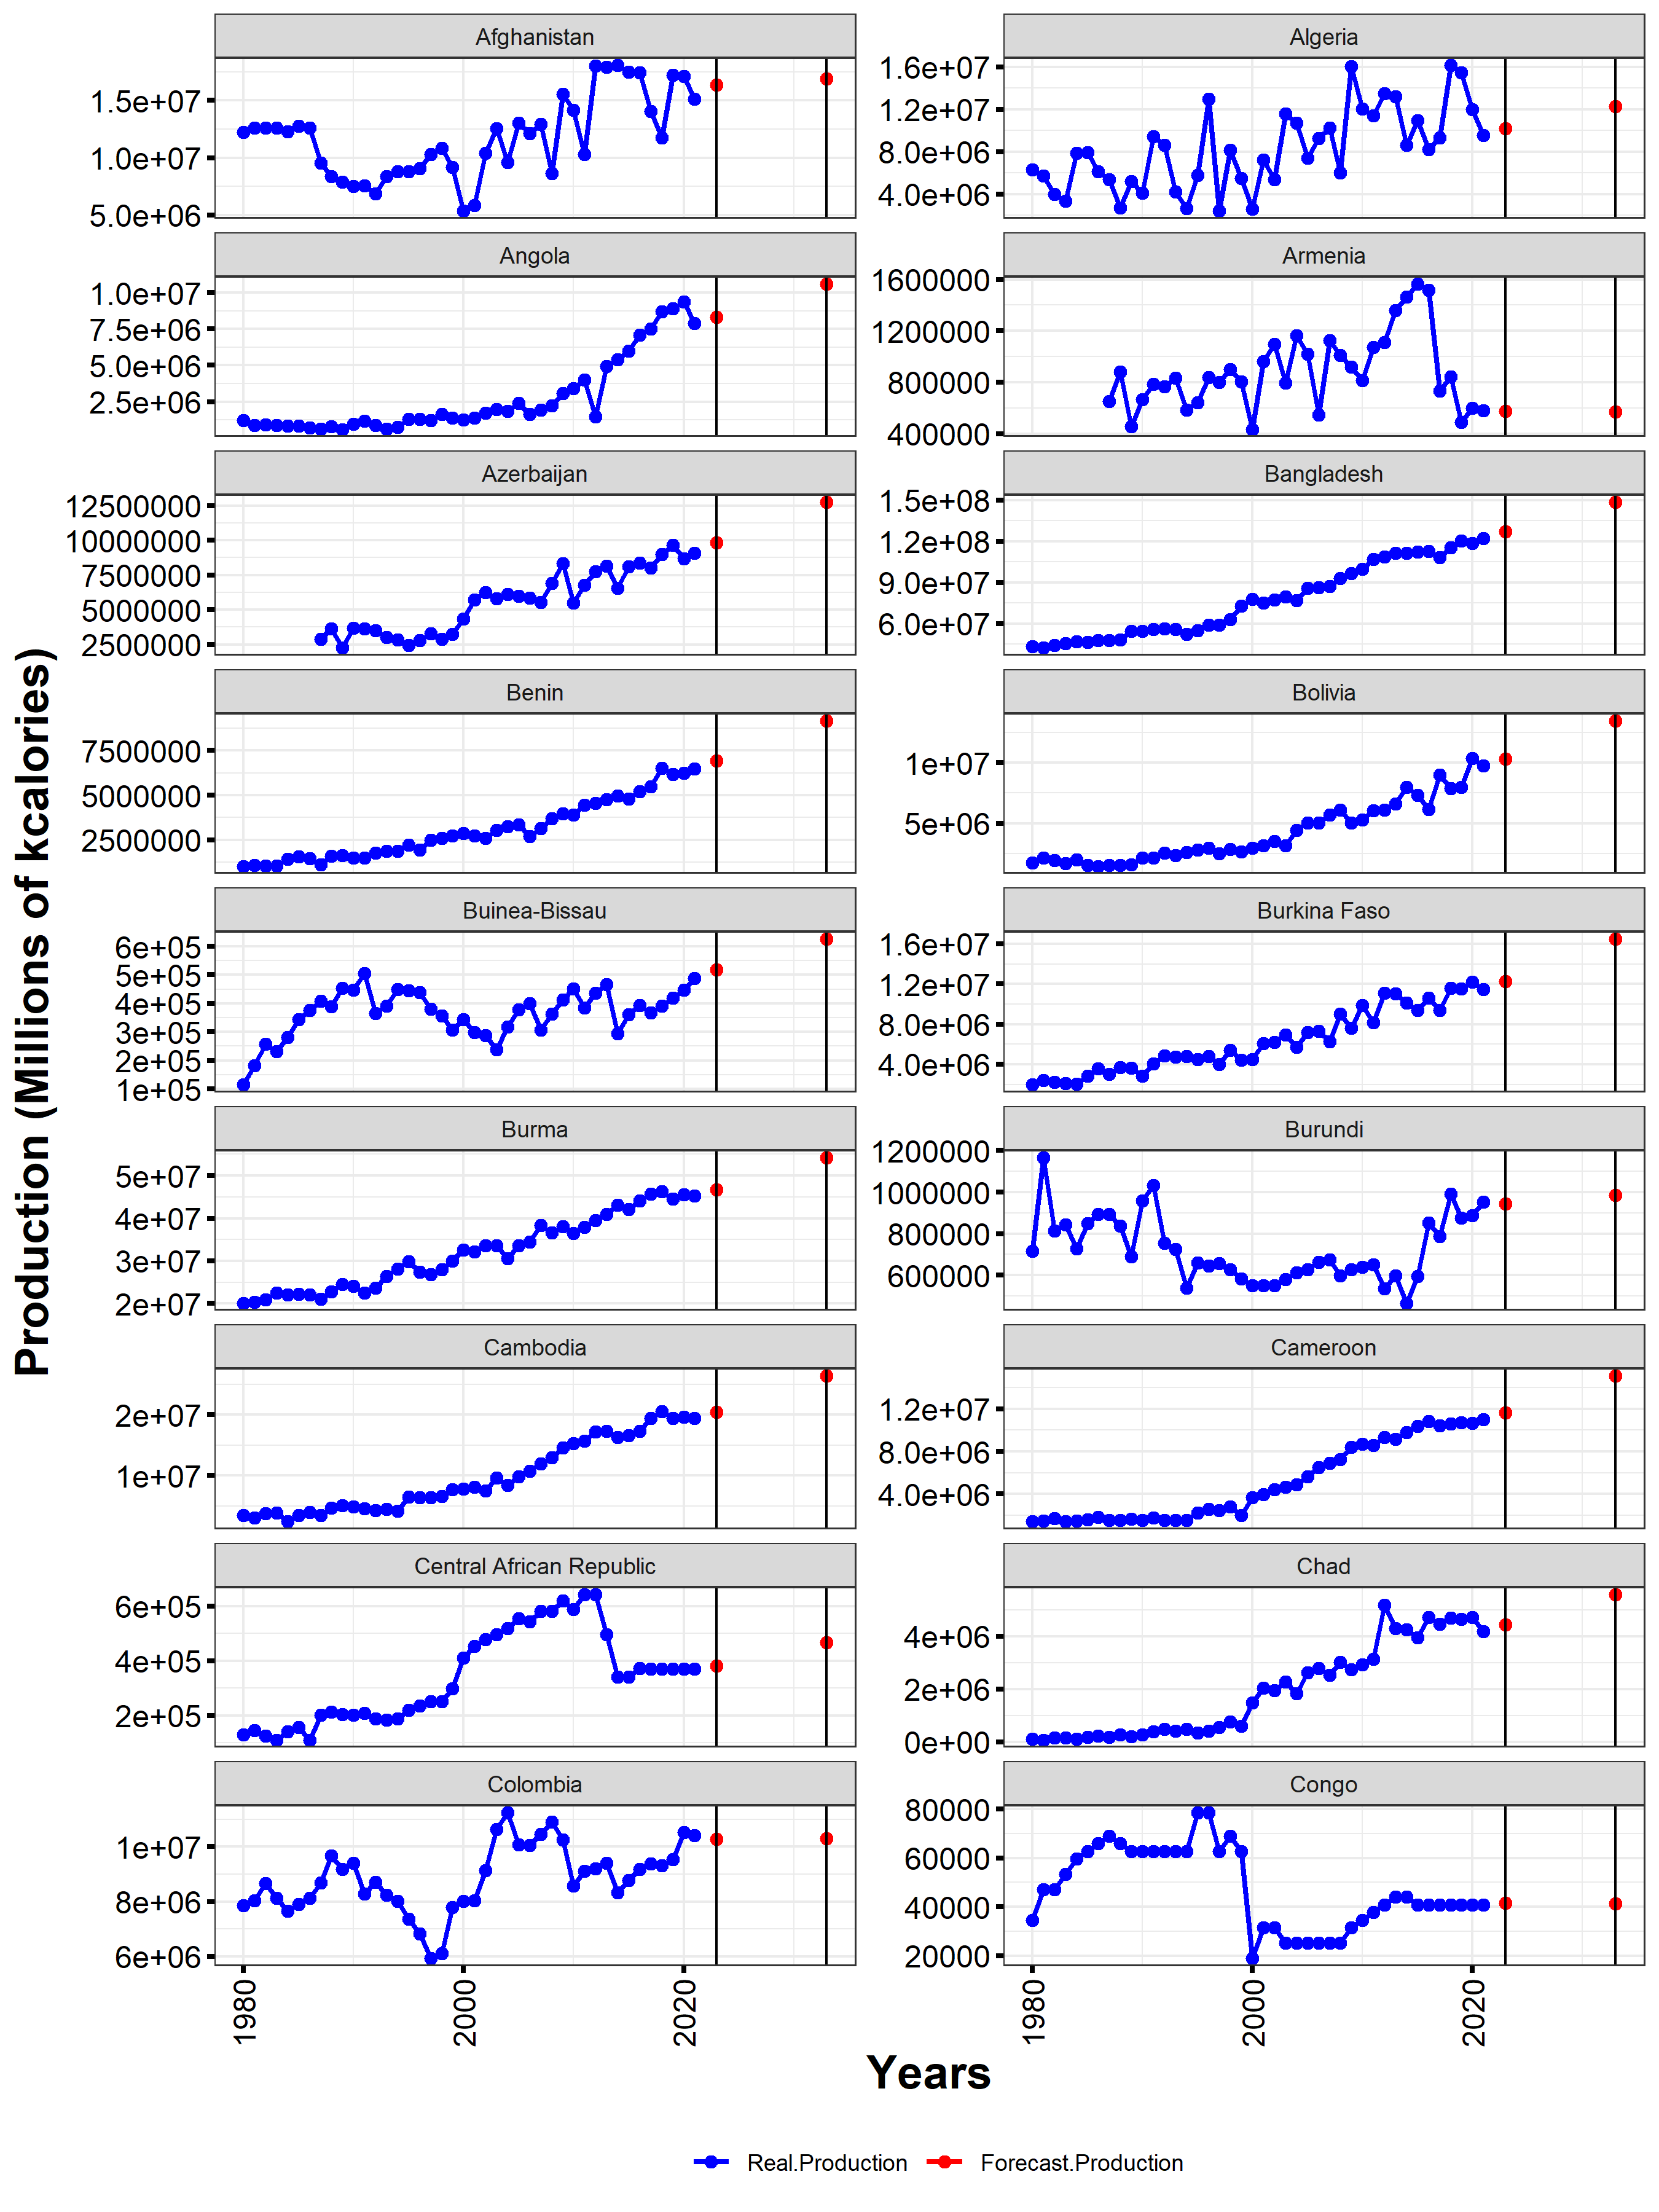 Afghanistan
Algeria
1.5e+07
1.0e+07
5.0e+06
1.6e+07
1.2e+07
8.0e+06
4.0e+06
Angola
Armenia
1.0e+07
7.5e+06
5.0e+06
2.5e+06
1600000
1200000
800000
400000
Azerbaijan
Bangladesh
12500000
10000000
7500000
5000000
2500000
1.5e+08
1.2e+08
9.0e+07
6.0e+07
Benin
Bolivia
7500000
5000000
2500000
1e+07
5e+06
Buinea-Bissau
Burkina Faso
6e+05
5e+05
4e+05
3e+05
2e+05
1e+05
1.6e+07
1.2e+07
8.0e+06
4.0e+06
Burma
Burundi
5e+07
4e+07
3e+07
2e+07
1200000
1000000
800000
600000
Cambodia
Cameroon
2e+07
1e+07
1.2e+07
8.0e+06
4.0e+06
Central African Republic
Chad
6e+05
4e+05
2e+05
4e+06
2e+06
0e+00
Colombia
Congo
1e+07
8e+06
6e+06
80000
60000
40000
20000
1980
2000
2020
1980
2000
2020
Production (Millions of kcalories)
Years
Real.Production
Forecast.Production